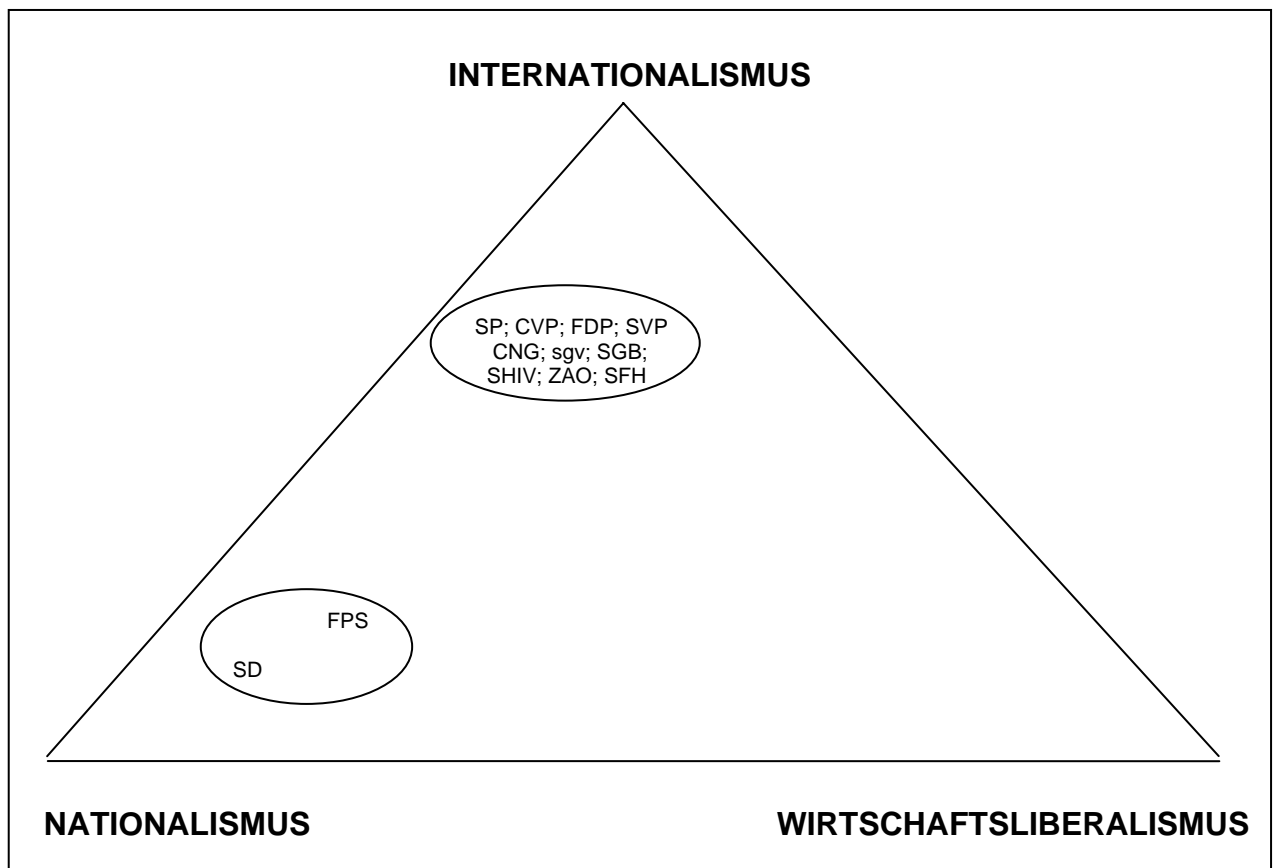 INTERNATIONALISMUS
SP; CVP; FDP; SVP
CNG; sgv; SGB;
SHIV; ZAO; SFH
FPS
SD
NATIONALISMUS
WIRTSCHAFTSLIBERALISMUS